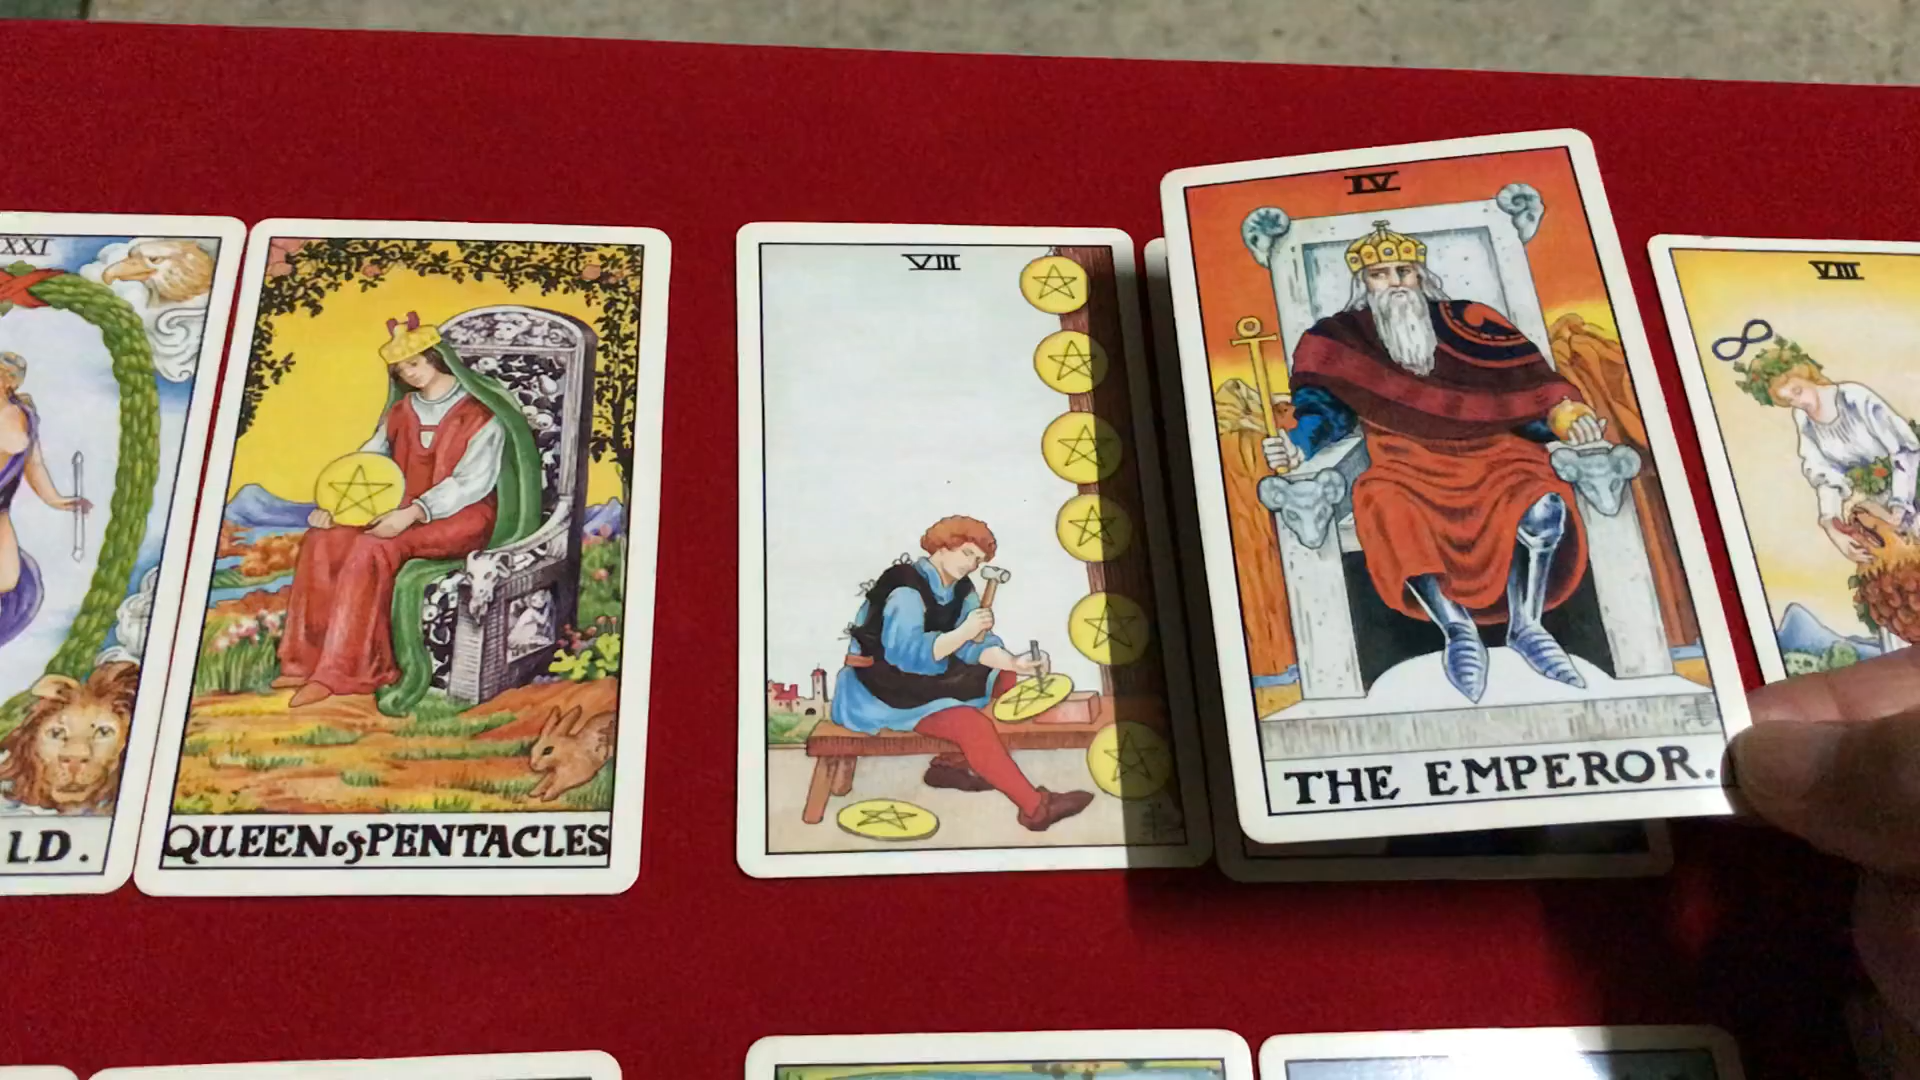 XXI
LD.
QUEEN of PENTACLES
VIII
IV
THE EMPEROR.
VIII